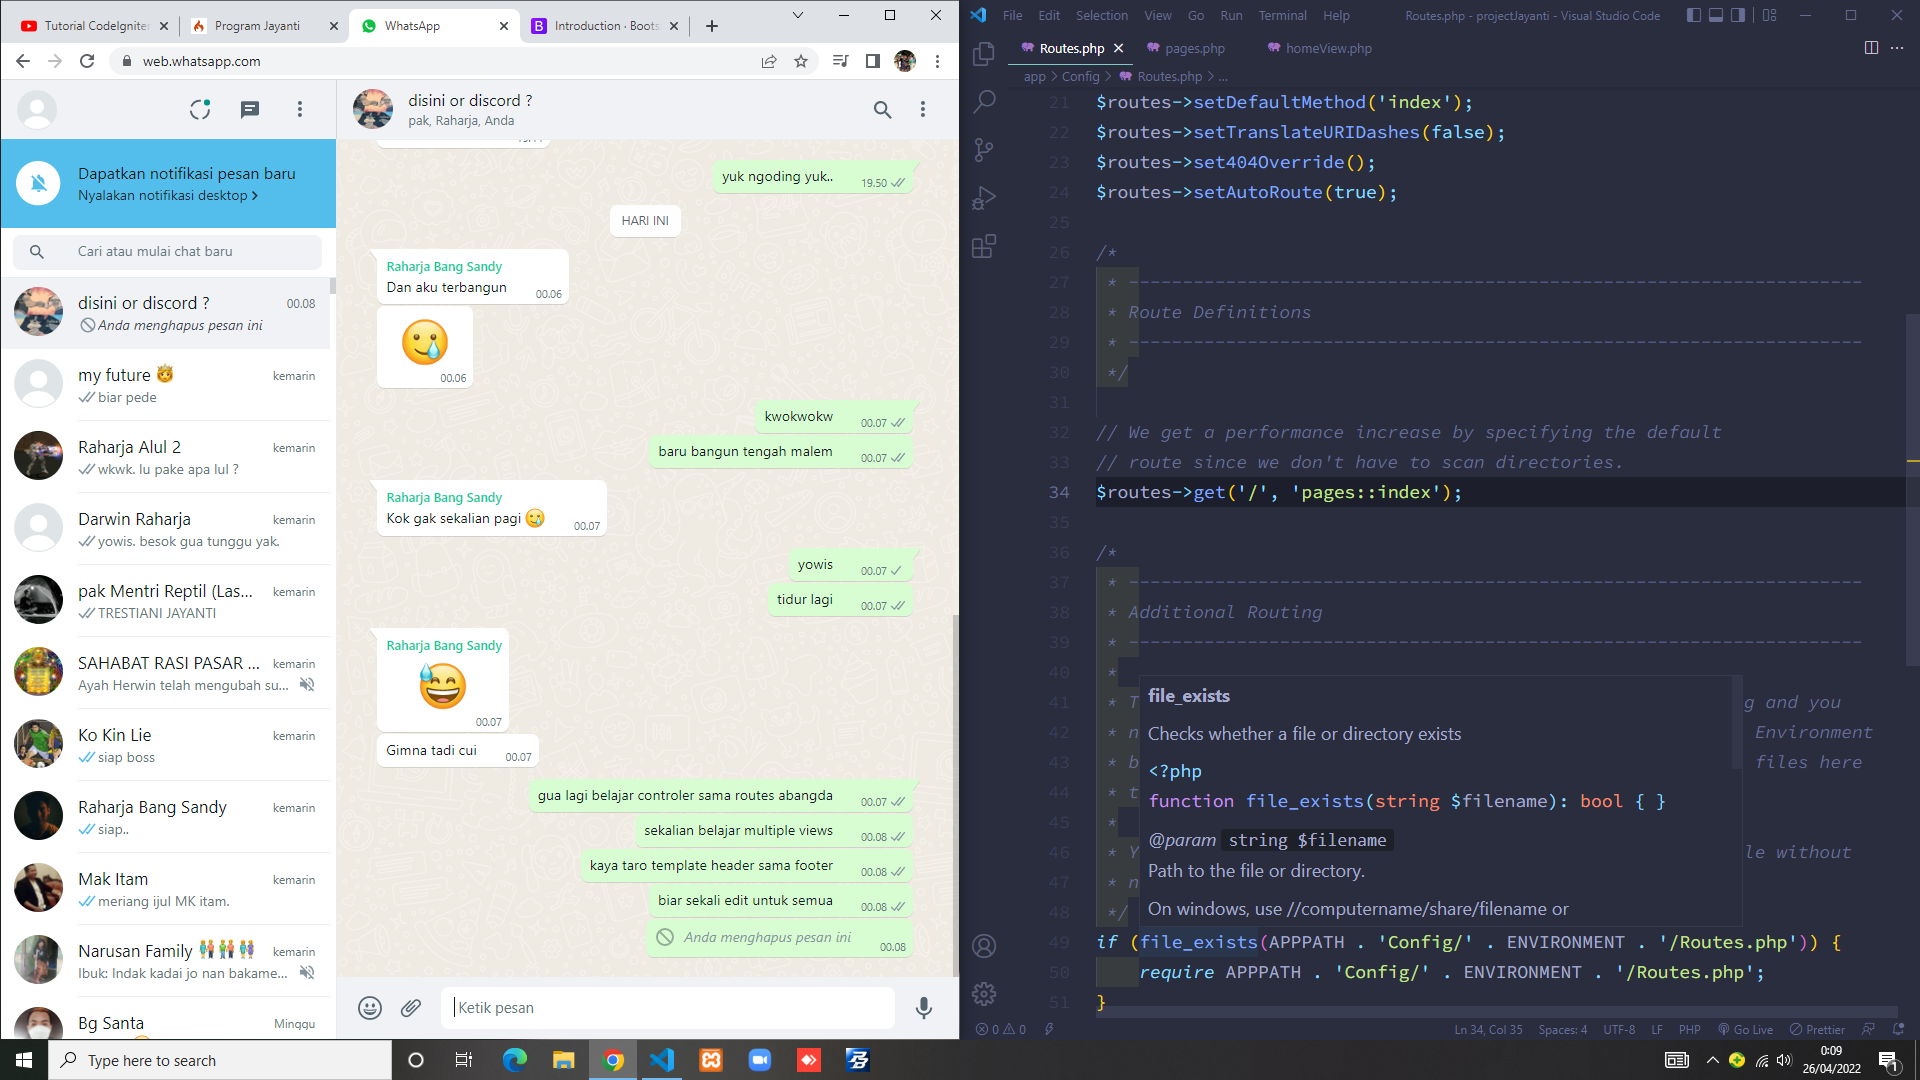 Tutorial CodeIgniter
Program Jayanti
WhatsApp
Introduction · Boots
web.whatsapp.com
disini or discord ?
pak, Raharja, Anda
Dapatkan notifikasi pesan baru
Nyalakan notifikasi desktop >
Cari atau mulai chat baru
disini or discord ? 00.08
Anda menghapus pesan ini
my future 👸 kemarin
biar pede
Raharja Alul 2 kemarin
wkwk. lu pake apa lul ?
Darwin Raharja kemarin
yowis. besok gua tunggu yak.
pak Mentri Reptil (Las... kemarin
TRESTIANI JAYANTI
SAHABAT RASI PASAR ... kemarin
Ayah Herwin telah mengubah su...
Ko Kin Lie kemarin
siap boss
Raharja Bang Sandy kemarin
siap..
Mak Itam kemarin
meriang ijul MK itam.
Narusan Family kemarin
Ibuk: Indak kadai jo nan bakame...
Bg Santa Minggu
yuk ngoding yuk.. 19.50
HARI INI
Raharja Bang Sandy
Dan aku terbangun 00.06
🥲
00.06
kwokwokw 00.07
baru bangun tengah malem 00.07
Raharja Bang Sandy
Kok gak sekalian pagi 🥲 00.07
yowis 00.07
tidur lagi 00.07
Raharja Bang Sandy
😅
00.07
Gimna tadi cui 00.07
gua lagi belajar controler sama routes abangda 00.07
sekalian belajar multiple views 00.08
kaya taro template header sama footer 00.08
biar sekali edit untuk semua 00.08
Anda menghapus pesan ini 00.08
Ketik pesan
File Edit Selection View Go Run Terminal Help Routes.php - projectJayanti - Visual Studio Code
Routes.php pages.php homeView.php
app > Config > Routes.php > ...
21 $routes->setDefaultMethod('index');
22 $routes->setTranslateURIDashes(false);
23 $routes->set404Override();
24 $routes->setAutoRoute(true);
25
26 /*
27 * --------------------------------------------------------------------
28 * Route Definitions
29 * --------------------------------------------------------------------
30 */
31
32 // We get a performance increase by specifying the default
33 // route since we don't have to scan directories.
34 $routes->get('/', 'pages::index');
35
36 /*
37 * --------------------------------------------------------------------
38 * Additional Routing
39 * --------------------------------------------------------------------
40 *
41 * T g and you
42 * n Environment
43 * b files here
44 * t
45 *
46 * Y le without
47 * n
48 */
file_exists
Checks whether a file or directory exists
<?php
function file_exists(string $filename): bool { }
@param string $filename
Path to the file or directory.
On windows, use //computername/share/filename or
49 if (file_exists(APPPATH . 'Config/' . ENVIRONMENT . '/Routes.php')) {
50 require APPPATH . 'Config/' . ENVIRONMENT . '/Routes.php';
51 }
0 0 Ln 34, Col 35 Spaces: 4 UTF-8 LF PHP Go Live Prettier
Type here to search
0:09
26/04/2022
1